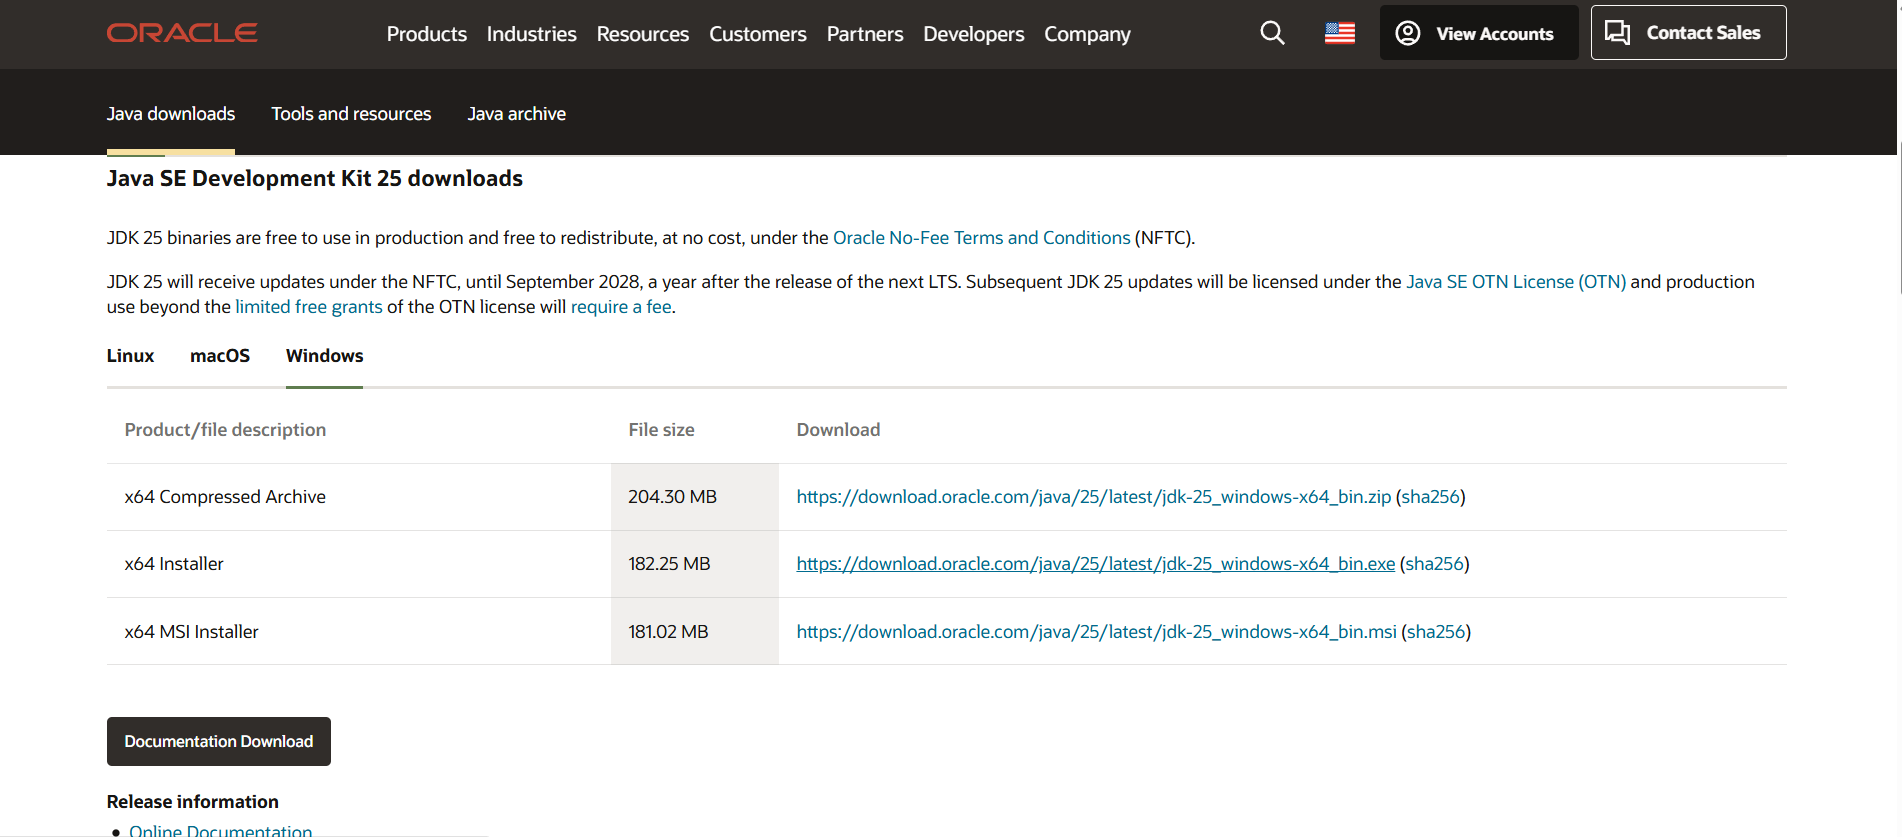 ORACLE
Products Industries Resources Customers Partners Developers Company
View Accounts
Contact Sales
Java downloads Tools and resources Java archive
Java SE Development Kit 25 downloads
JDK 25 binaries are free to use in production and free to redistribute, at no cost, under the Oracle No-Fee Terms and Conditions (NFTC).
JDK 25 will receive updates under the NFTC, until September 2028, a year after the release of the next LTS. Subsequent JDK 25 updates will be licensed under the Java SE OTN License (OTN) and production
use beyond the limited free grants of the OTN license will require a fee.
Linux macOS Windows
Product/file description File size Download
x64 Compressed Archive 204.30 MB https://download.oracle.com/java/25/latest/jdk-25_windows-x64_bin.zip (sha256)
x64 Installer 182.25 MB https://download.oracle.com/java/25/latest/jdk-25_windows-x64_bin.exe (sha256)
x64 MSI Installer 181.02 MB https://download.oracle.com/java/25/latest/jdk-25_windows-x64_bin.msi (sha256)
Documentation Download
Release information
• Online Documentation